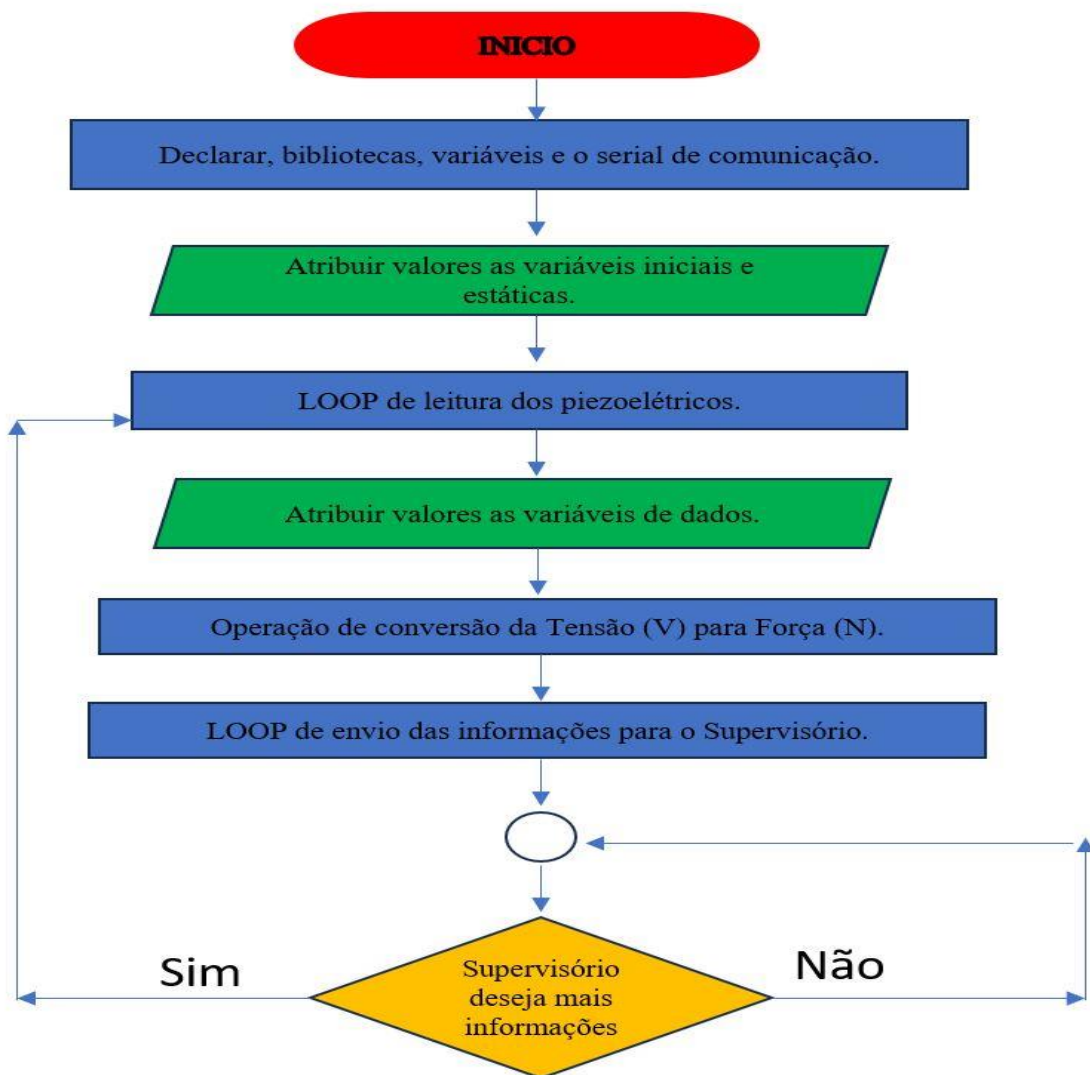 INICIO
Declarar, bibliotecas, variáveis e o serial de comunicação.
Atribuir valores as variáveis iniciais e
estáticas.
LOOP de leitura dos piezoelétricos.
Atribuir valores as variáveis de dados.
Operação de conversão da Tensão (V) para Força (N).
LOOP de envio das informações para o Supervisório.
Sim
Não
Supervisório
deseja mais
informações